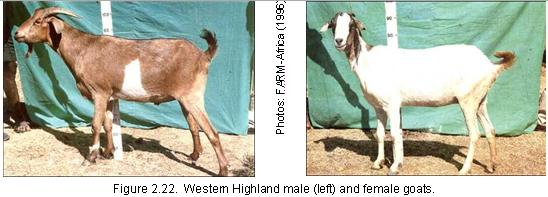 Photos: FARM-Africa (1996)
Figure 2.22. Western Highland male (left) and female goats.